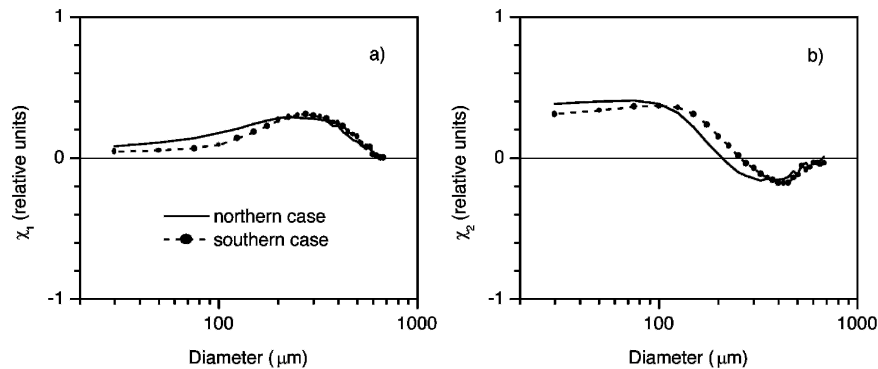 1
a)
χ1 (relative units)
0
northern case
southern case
-1
100
1000
Diameter (μm)
1
b)
χ2 (relative units)
0
-1
100
1000
Diameter (μm)